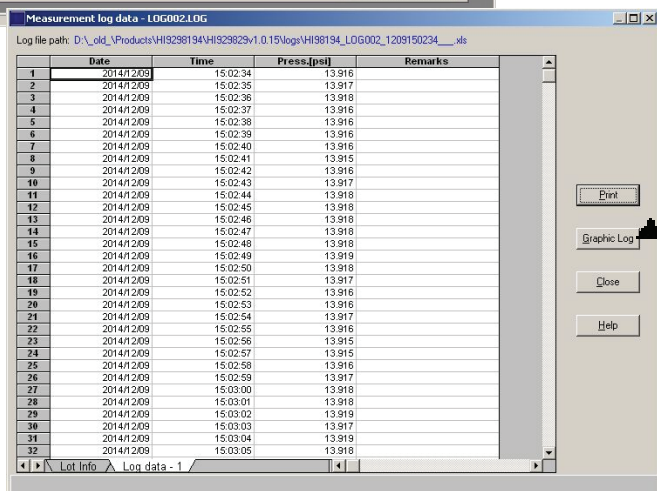 Measurement log data - LOG002.LOG
Log file path: D:\_old_\Products\HI9298194\HI929829v1.0.15\logs\HI98194_LOG002_1209150234___.xls
Date Time Press.[psi] Remarks
1 2014/12/09 15:02:34 13.916
2 2014/12/09 15:02:35 13.917
3 2014/12/09 15:02:36 13.918
4 2014/12/09 15:02:37 13.916
5 2014/12/09 15:02:38 13.916
6 2014/12/09 15:02:39 13.916
7 2014/12/09 15:02:40 13.916
8 2014/12/09 15:02:41 13.915
9 2014/12/09 15:02:42 13.916
10 2014/12/09 15:02:43 13.917
11 2014/12/09 15:02:44 13.918
12 2014/12/09 15:02:45 13.918
13 2014/12/09 15:02:46 13.918
14 2014/12/09 15:02:47 13.918
15 2014/12/09 15:02:48 13.918
16 2014/12/09 15:02:49 13.919
17 2014/12/09 15:02:50 13.918
18 2014/12/09 15:02:51 13.917
19 2014/12/09 15:02:52 13.916
20 2014/12/09 15:02:53 13.916
21 2014/12/09 15:02:54 13.917
22 2014/12/09 15:02:55 13.916
23 2014/12/09 15:02:56 13.915
24 2014/12/09 15:02:57 13.915
25 2014/12/09 15:02:58 13.916
26 2014/12/09 15:02:59 13.917
27 2014/12/09 15:03:00 13.918
28 2014/12/09 15:03:01 13.918
29 2014/12/09 15:03:02 13.919
30 2014/12/09 15:03:03 13.917
31 2014/12/09 15:03:04 13.919
32 2014/12/09 15:03:05 13.918
Lot Info Log data - 1
Print
Graphic Log
Close
Help